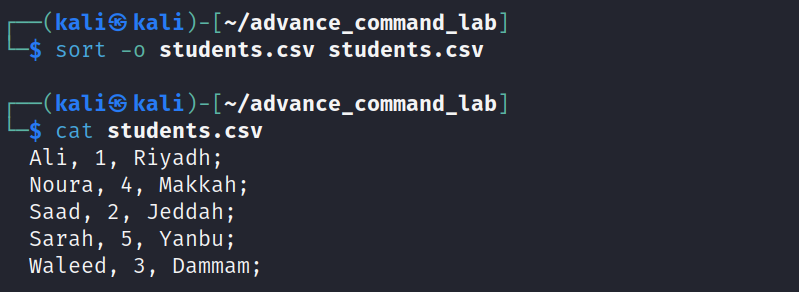 ┌──(kali㉿kali)-[~/advance_command_lab]
└─$ sort -o students.csv students.csv

┌──(kali㉿kali)-[~/advance_command_lab]
└─$ cat students.csv
Ali, 1, Riyadh;
Noura, 4, Makkah;
Saad, 2, Jeddah;
Sarah, 5, Yanbu;
Waleed, 3, Dammam;